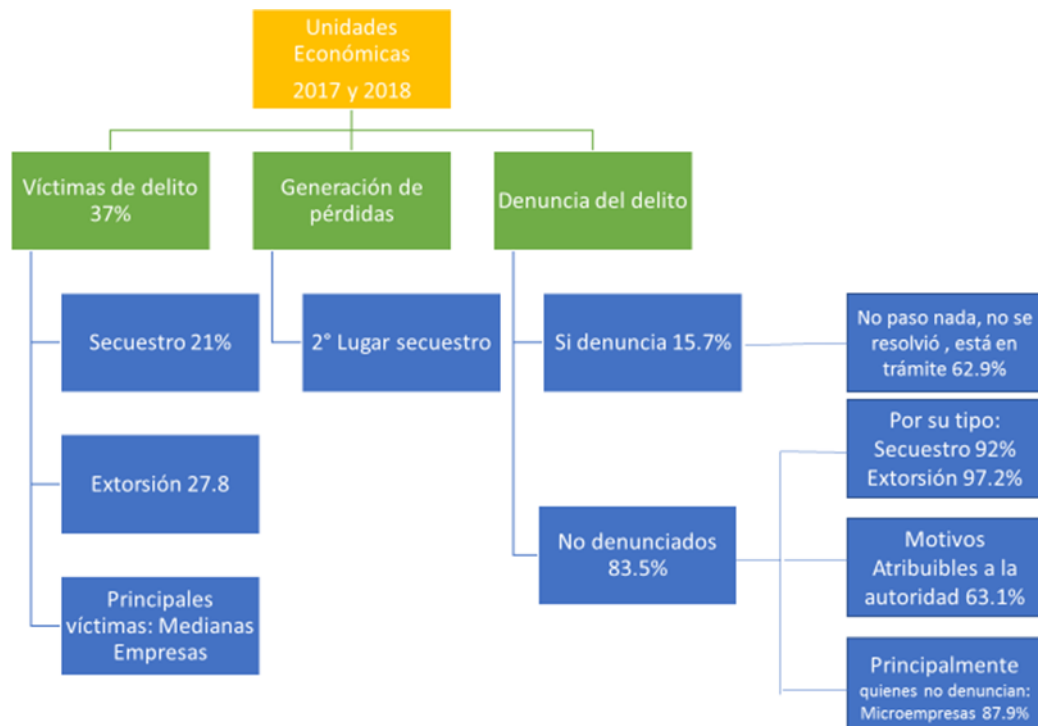 Unidades
Económicas
2017 y 2018
Víctimas de delito
37%
Generación de
pérdidas
Denuncia del delito
Secuestro 21%
2° Lugar secuestro
Si denuncia 15.7%
No paso nada, no se
resolvió , está en
trámite 62.9%
Extorsión 27.8
Por su tipo:
Secuestro 92%
Extorsión 97.2%
No denunciados
83.5%
Motivos
Atribuibles a la
autoridad 63.1%
Principales
víctimas: Medianas
Empresas
Principalmente
quienes no denuncian:
Microempresas 87.9%